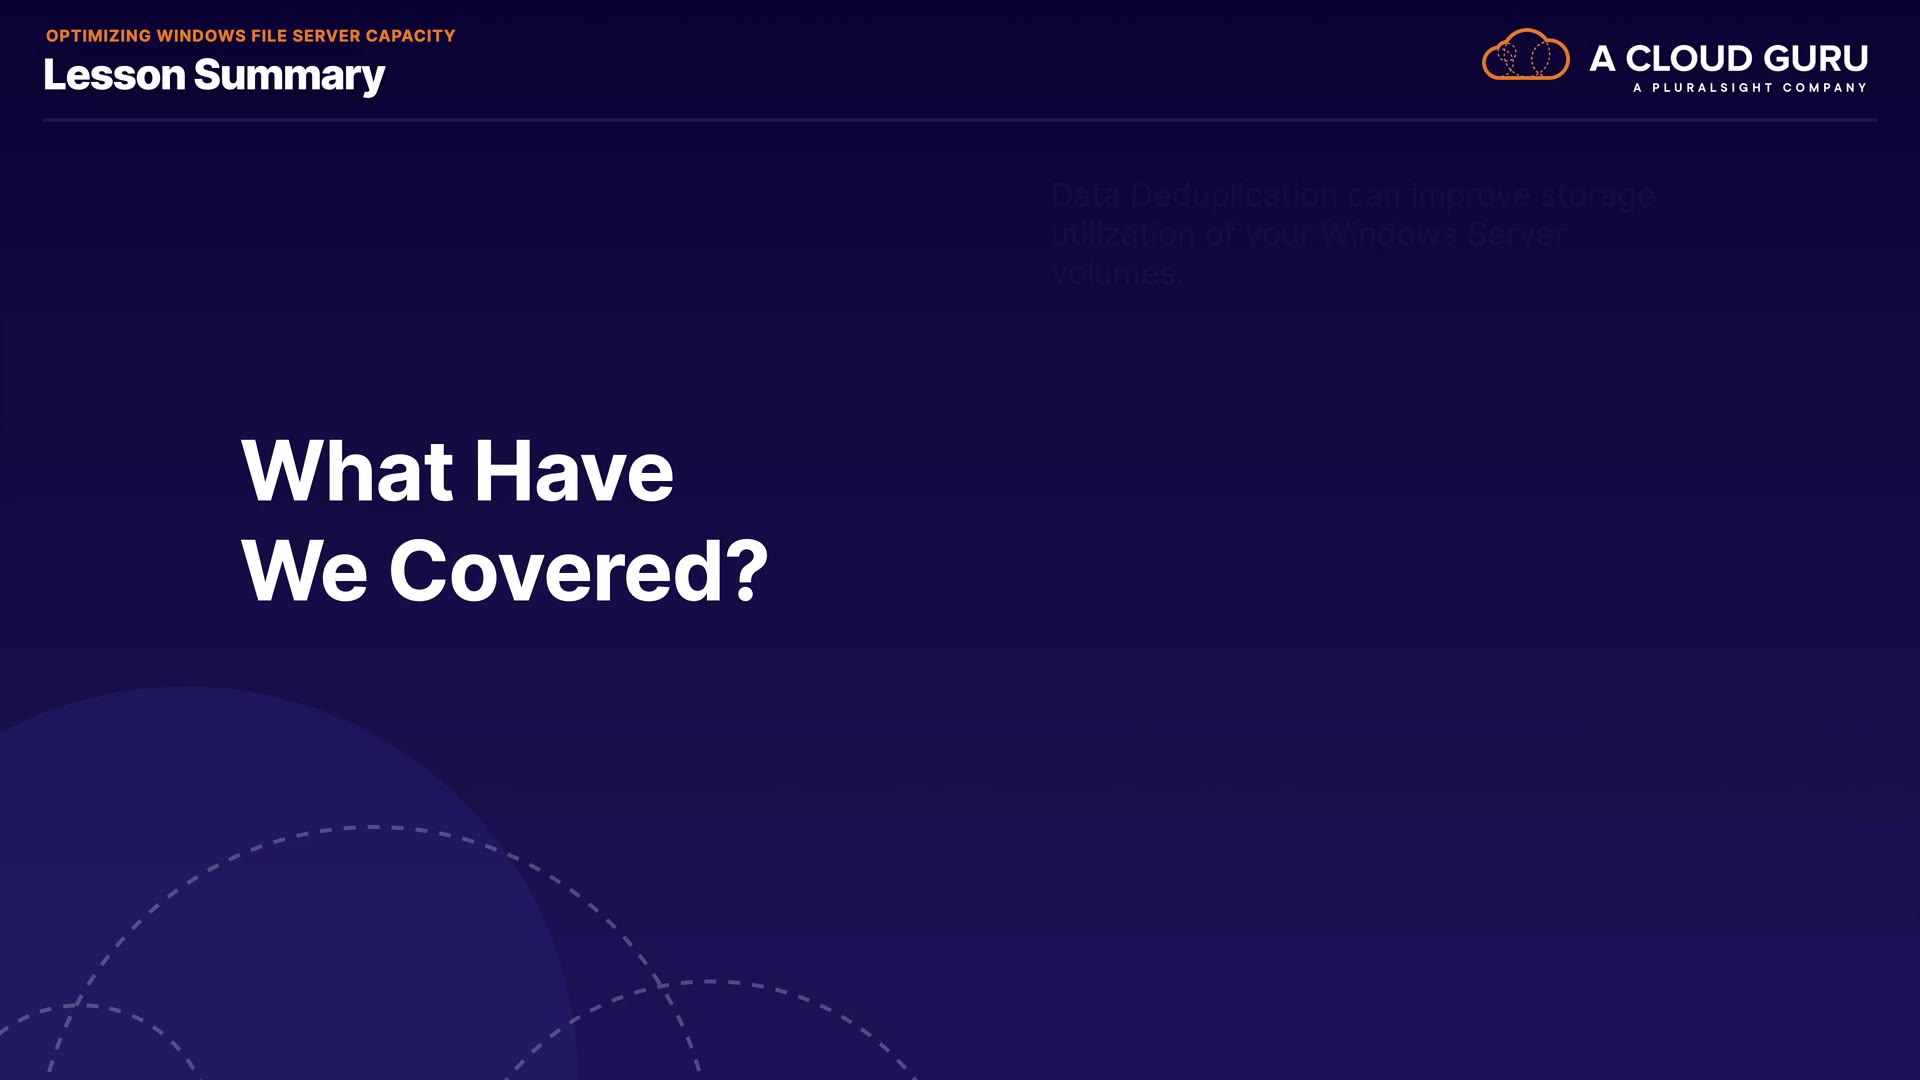 OPTIMIZING WINDOWS FILE SERVER CAPACITY
Lesson Summary
A CLOUD GURU
A PLURALSIGHT COMPANY
Data Deduplication can improve storage
utilization of your Windows Server
volumes.
What Have
We Covered?